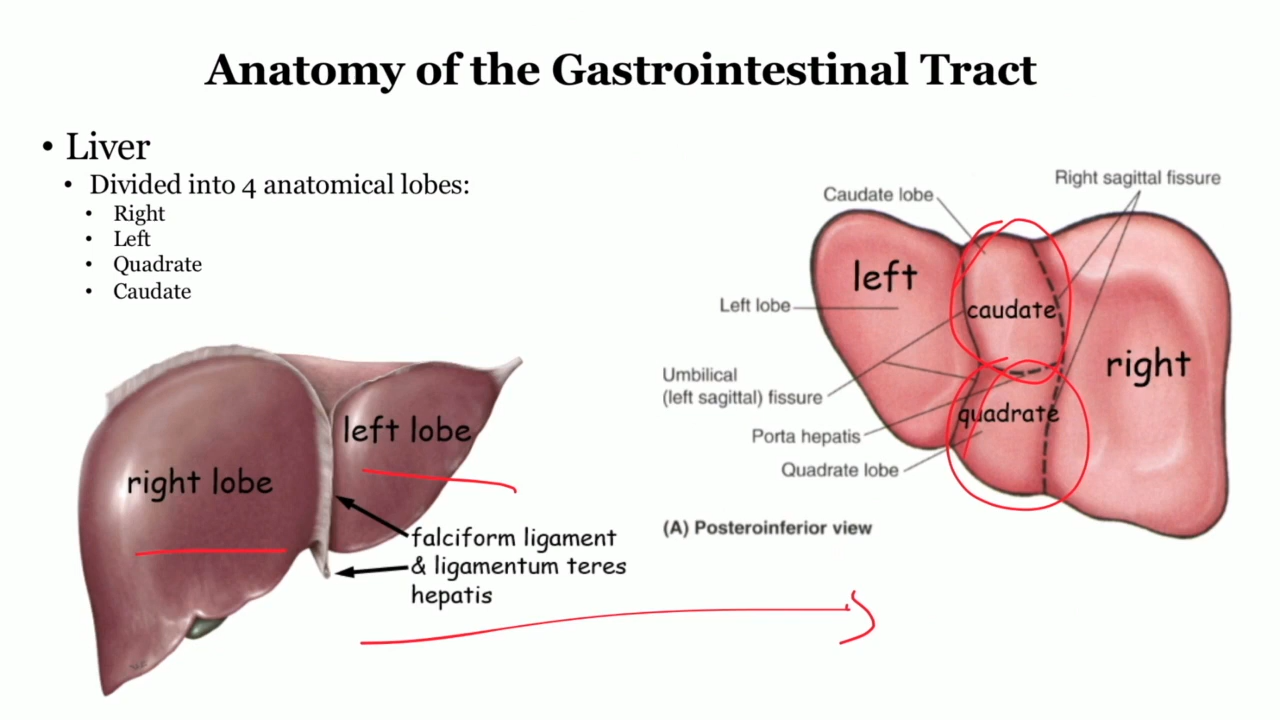 Anatomy of the Gastrointestinal Tract
• Liver
• Divided into 4 anatomical lobes:
• Right
• Left
• Quadrate
• Caudate
right lobe
left lobe
falciform ligament
& ligamentum teres
hepatis
Right sagittal fissure
Caudate lobe
left
caudate
Left lobe
right
Umbilical
(left sagittal) fissure
quadrate
Porta hepatis
Quadrate lobe
(A) Posteroinferior view